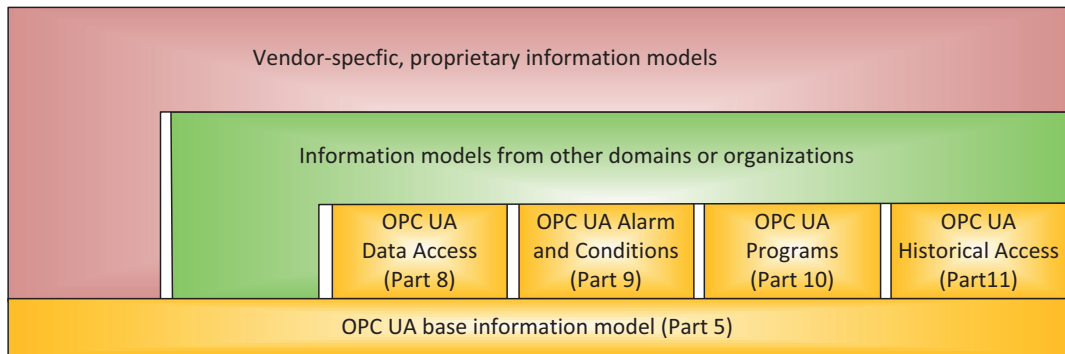 Vendor-specfic, proprietary information models
Information models from other domains or organizations
OPC UA
Data Access
(Part 8)
OPC UA Alarm
and Conditions
(Part 9)
OPC UA
Programs
(Part 10)
OPC UA
Historical Access
(Part11)
OPC UA base information model (Part 5)